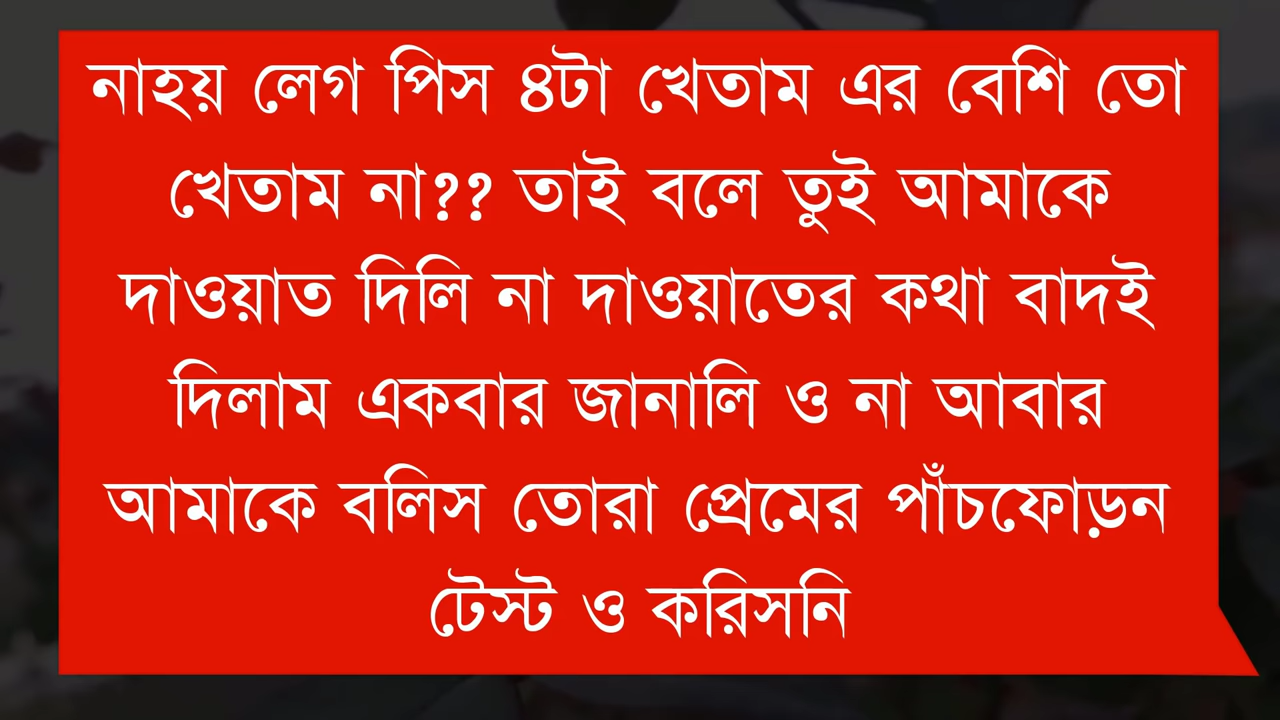 নাহয় লেগ পিস ৪টা খেতাম এর বেশি তো
খেতাম না?? তাই বলে তুই আমাকে
দাওয়াত দিলি না দাওয়াতের কথা বাদই
দিলাম একবার জানালি ও না আবার
আমাকে বলিস তোরা প্রেমের পাঁচফোড়ন
টেস্ট ও করিসনি